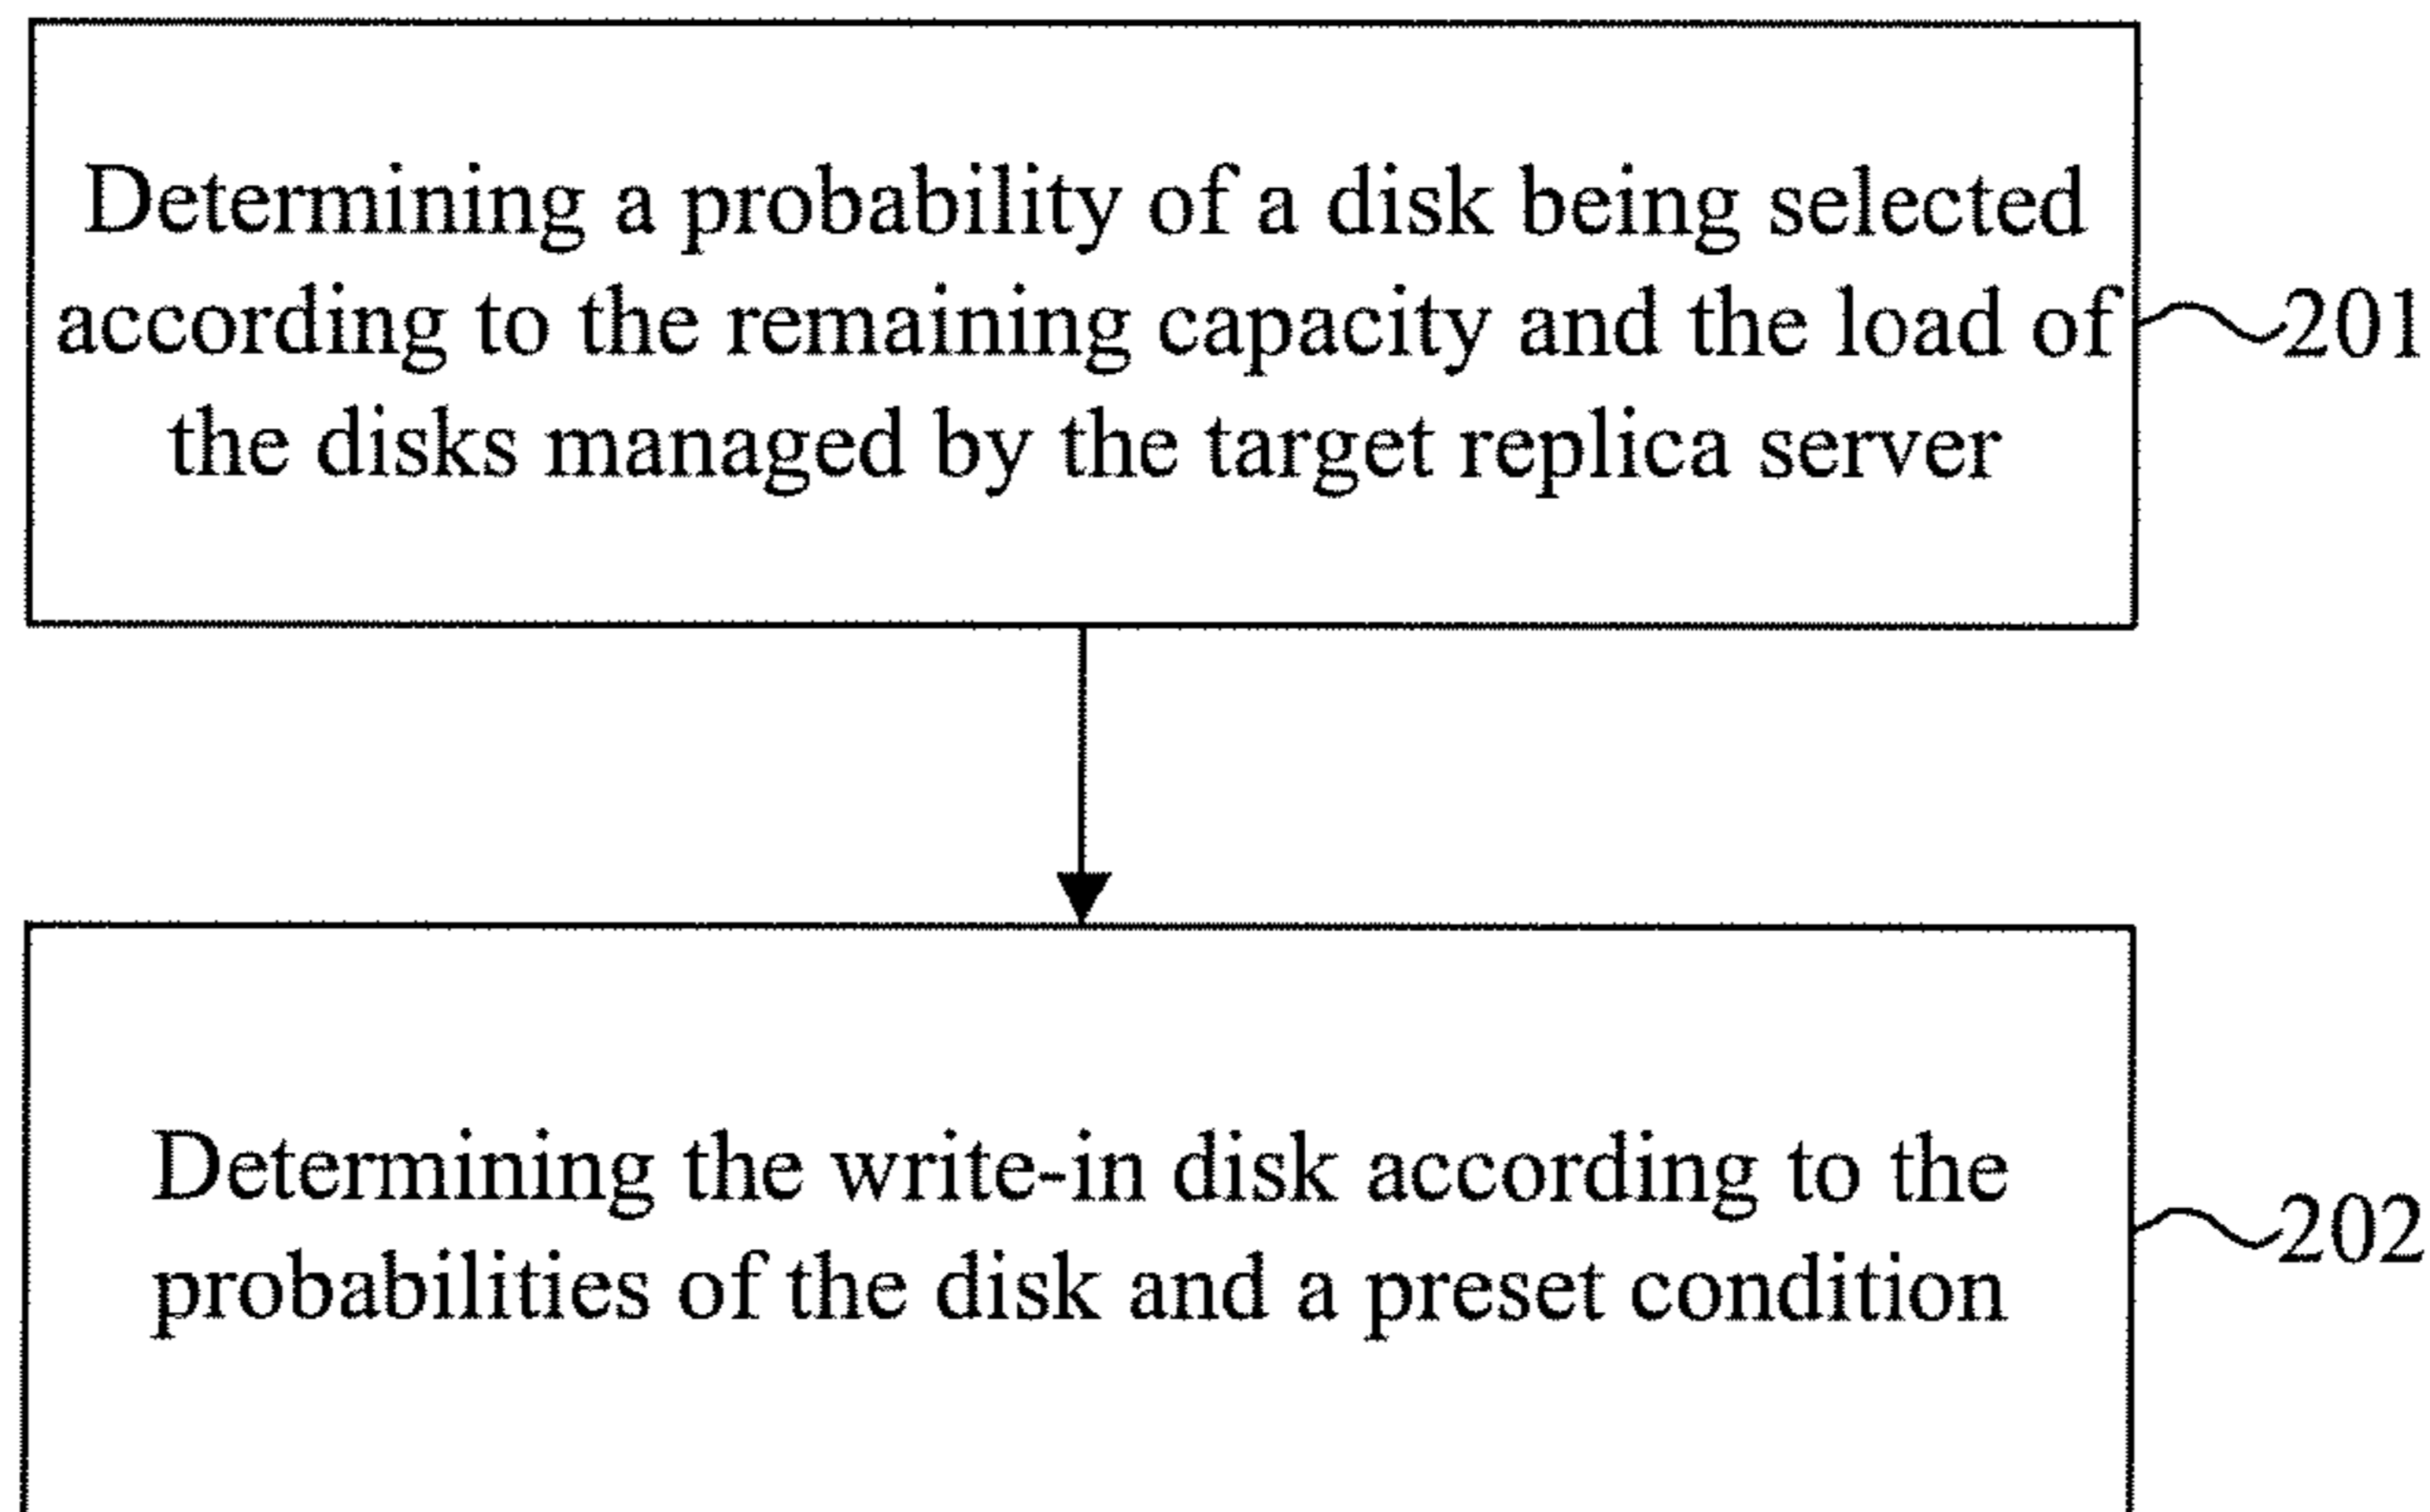 Determining a probability of a disk being selected
according to the remaining capacity and the load of
the disks managed by the target replica server
201
Determining the write-in disk according to the
probabilities of the disk and a preset condition
202